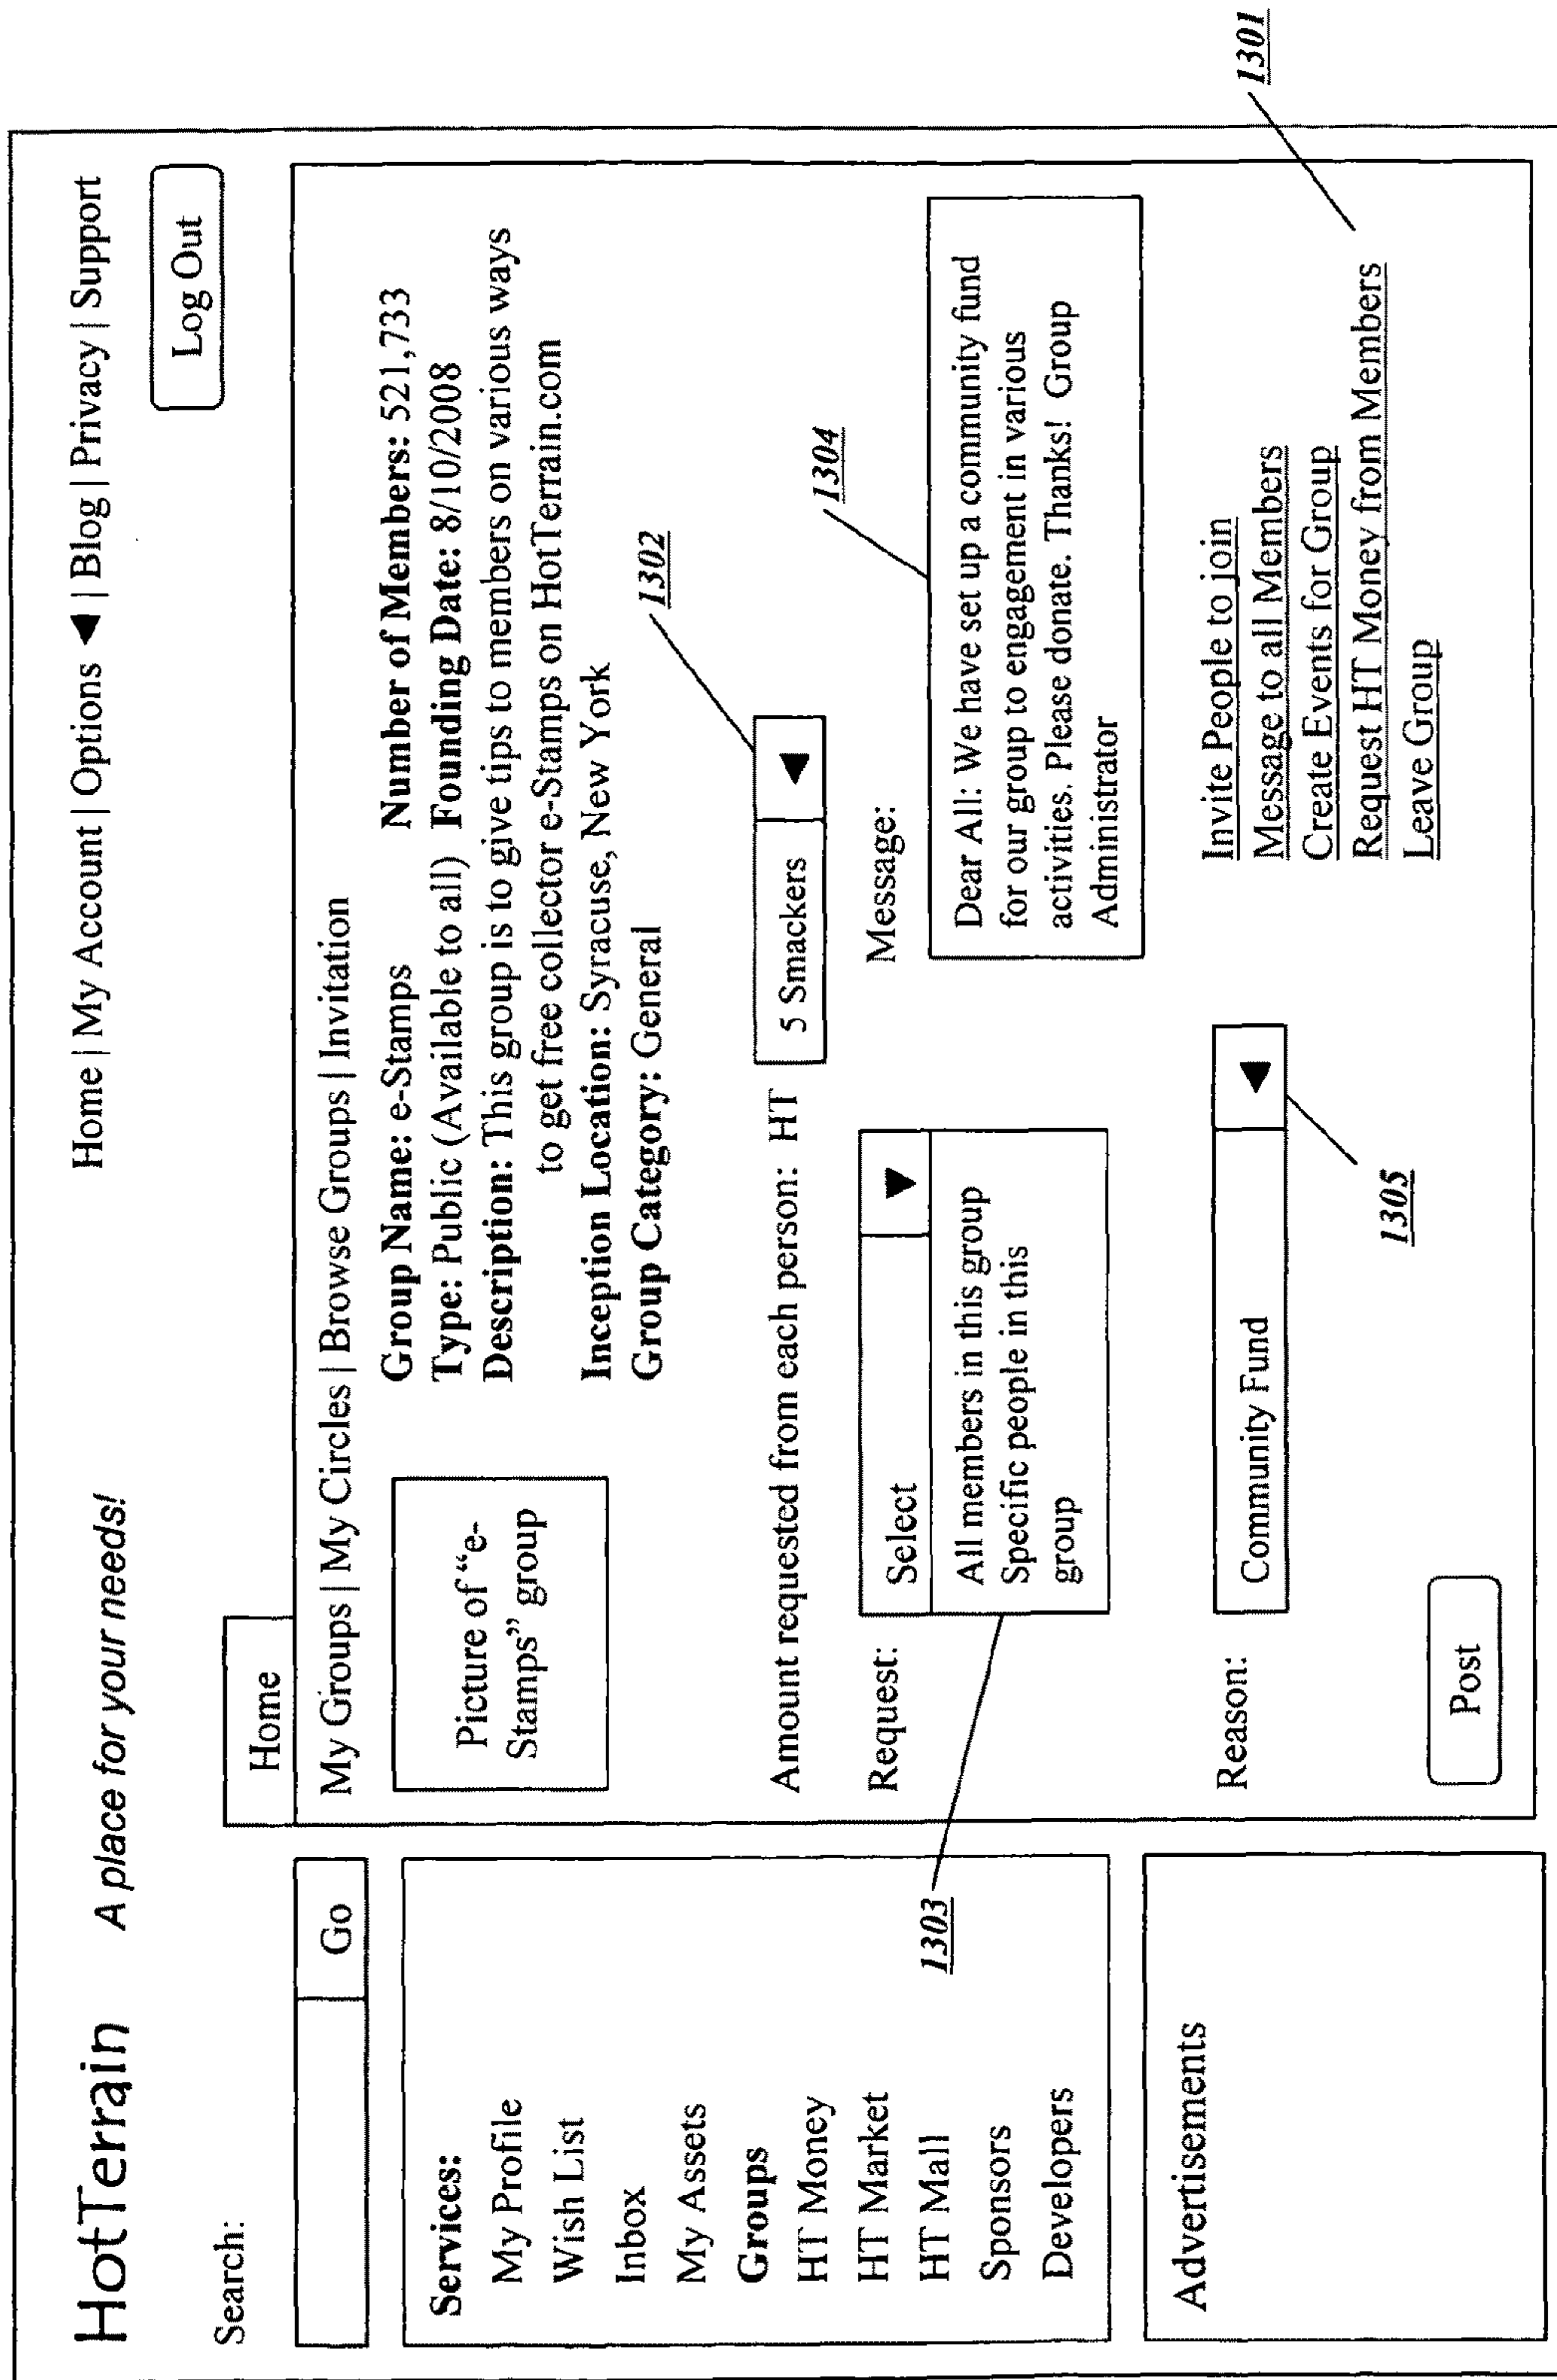 HotTerrain A place for your needs!
Home | My Account | Options ▼ | Blog | Privacy | Support
Log Out
Search:
Go
Services:
My Profile
Wish List
Inbox
My Assets
Groups
HT Money
HT Market
HT Mall
Sponsors
Developers
Advertisements
Home
My Groups | My Circles | Browse Groups | Invitation
Picture of “e-
Stamps” group
Group Name: e-Stamps Number of Members: 521,733
Type: Public (Available to all) Founding Date: 8/10/2008
Description: This group is to give tips to members on various ways
to get free collector e-Stamps on HotTerrain.com
Inception Location: Syracuse, New York
Group Category: General
1302
Amount requested from each person: HT 5 Smackers ▼
Request:
Select
All members in this group
Specific people in this
group
1303
Message:
1304
Dear All: We have set up a community fund
for our group to engagement in various
activities. Please donate. Thanks! Group
Administrator
Reason:
Community Fund
1305
Post
Invite People to join
Message to all Members
Create Events for Group
Request HT Money from Members
Leave Group
1301